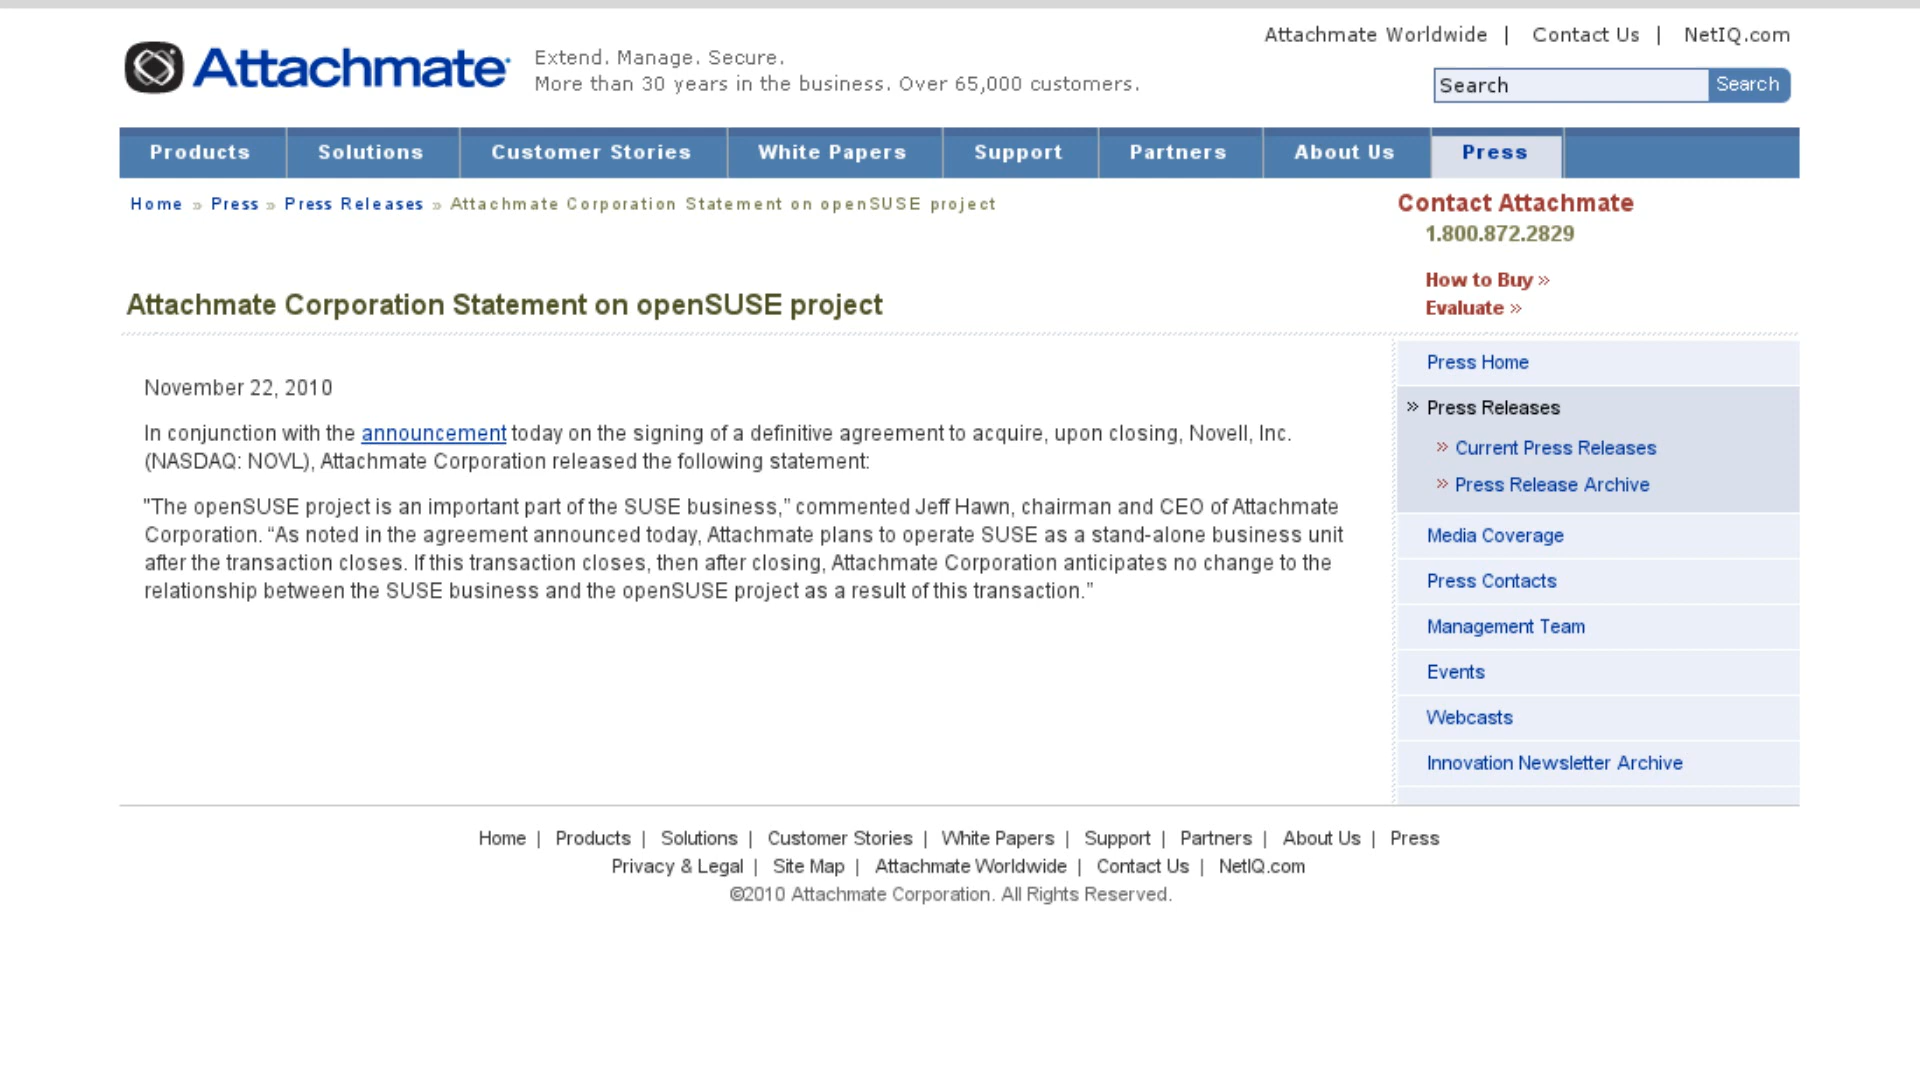 Attachmate Worldwide | Contact Us | NetIQ.com
Attachmate
Extend. Manage. Secure.
More than 30 years in the business. Over 65,000 customers.
Search Search
Products Solutions Customer Stories White Papers Support Partners About Us Press
Home » Press » Press Releases » Attachmate Corporation Statement on openSUSE project
Contact Attachmate
1.800.872.2829
How to Buy »
Evaluate »
Attachmate Corporation Statement on openSUSE project
November 22, 2010
In conjunction with the announcement today on the signing of a definitive agreement to acquire, upon closing, Novell, Inc.
(NASDAQ: NOVL), Attachmate Corporation released the following statement:
"The openSUSE project is an important part of the SUSE business,” commented Jeff Hawn, chairman and CEO of Attachmate
Corporation. “As noted in the agreement announced today, Attachmate plans to operate SUSE as a stand-alone business unit
after the transaction closes. If this transaction closes, then after closing, Attachmate Corporation anticipates no change to the
relationship between the SUSE business and the openSUSE project as a result of this transaction.”
Press Home
» Press Releases
» Current Press Releases
» Press Release Archive
Media Coverage
Press Contacts
Management Team
Events
Webcasts
Innovation Newsletter Archive
Home | Products | Solutions | Customer Stories | White Papers | Support | Partners | About Us | Press
Privacy & Legal | Site Map | Attachmate Worldwide | Contact Us | NetIQ.com
©2010 Attachmate Corporation. All Rights Reserved.